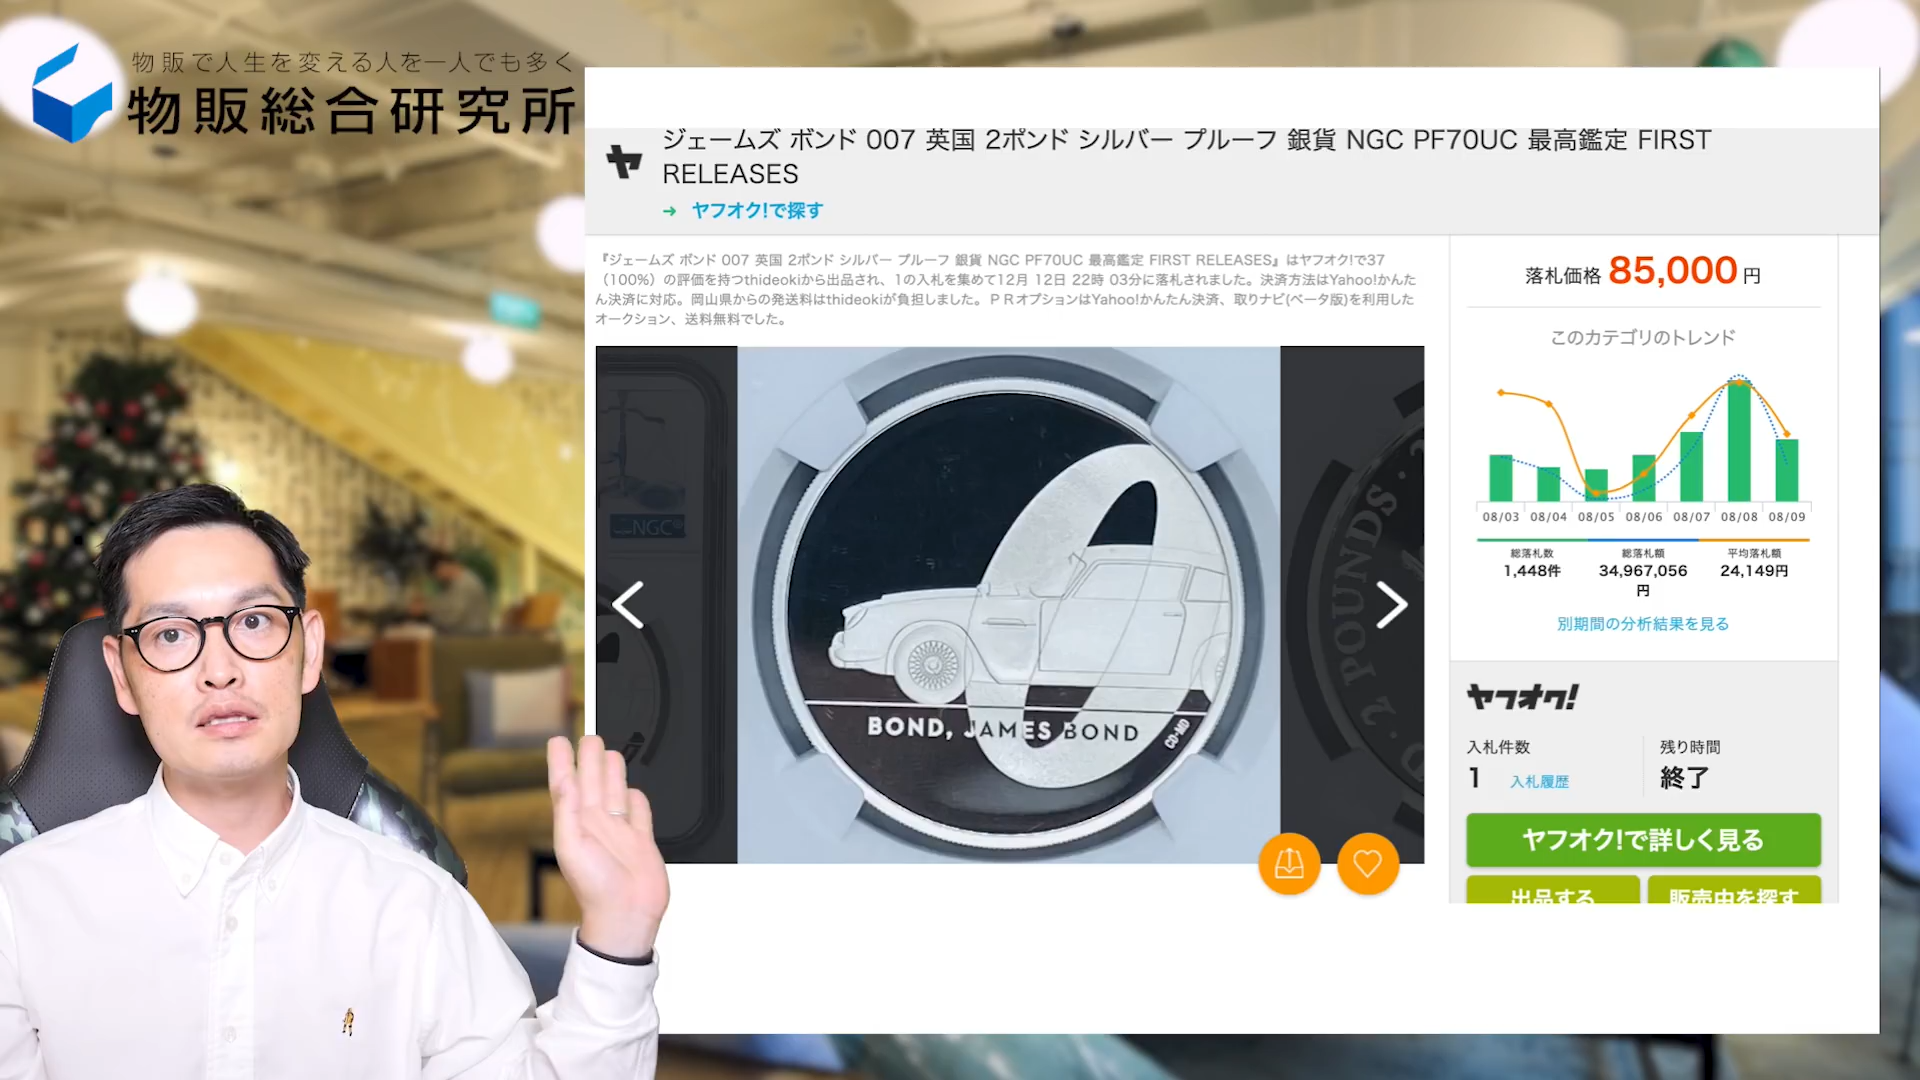 物販で人生を変える人を一人でも多く
物販総合研究所
ジェームズ ボンド 007 英国 2ポンド シルバー プルーフ 銀貨 NGC PF70UC 最高鑑定 FIRST
RELEASES
→ ヤフオク!で探す
『ジェームズ ボンド 007 英国 2ポンド シルバー プルーフ 銀貨 NGC PF70UC 最高鑑定 FIRST RELEASES』はヤフオク!で37
（100%）の評価を持つthideokiから出品され、1の入札を集めて12月 12日 22時 03分に落札されました。決済方法はYahoo!かんた
ん決済に対応。岡山県からの発送料はthideokiが負担しました。ＰＲオプションはYahoo!かんたん決済、取りナビ(ベータ版)を利用した
オークション、送料無料でした。
NGC
BOND, JAMES BOND
CD-MD
2 POUNDS
落札価格 85,000 円
このカテゴリのトレンド
08/03 08/04 08/05 08/06 08/07 08/08 08/09
総落札数 総落札額 平均落札額
1,448件 34,967,056 24,149円
円
別期間の分析結果を見る
ヤフオク!
入札件数 残り時間
1 入札履歴 終了
ヤフオク!で詳しく見る
出品する 販売中を探す